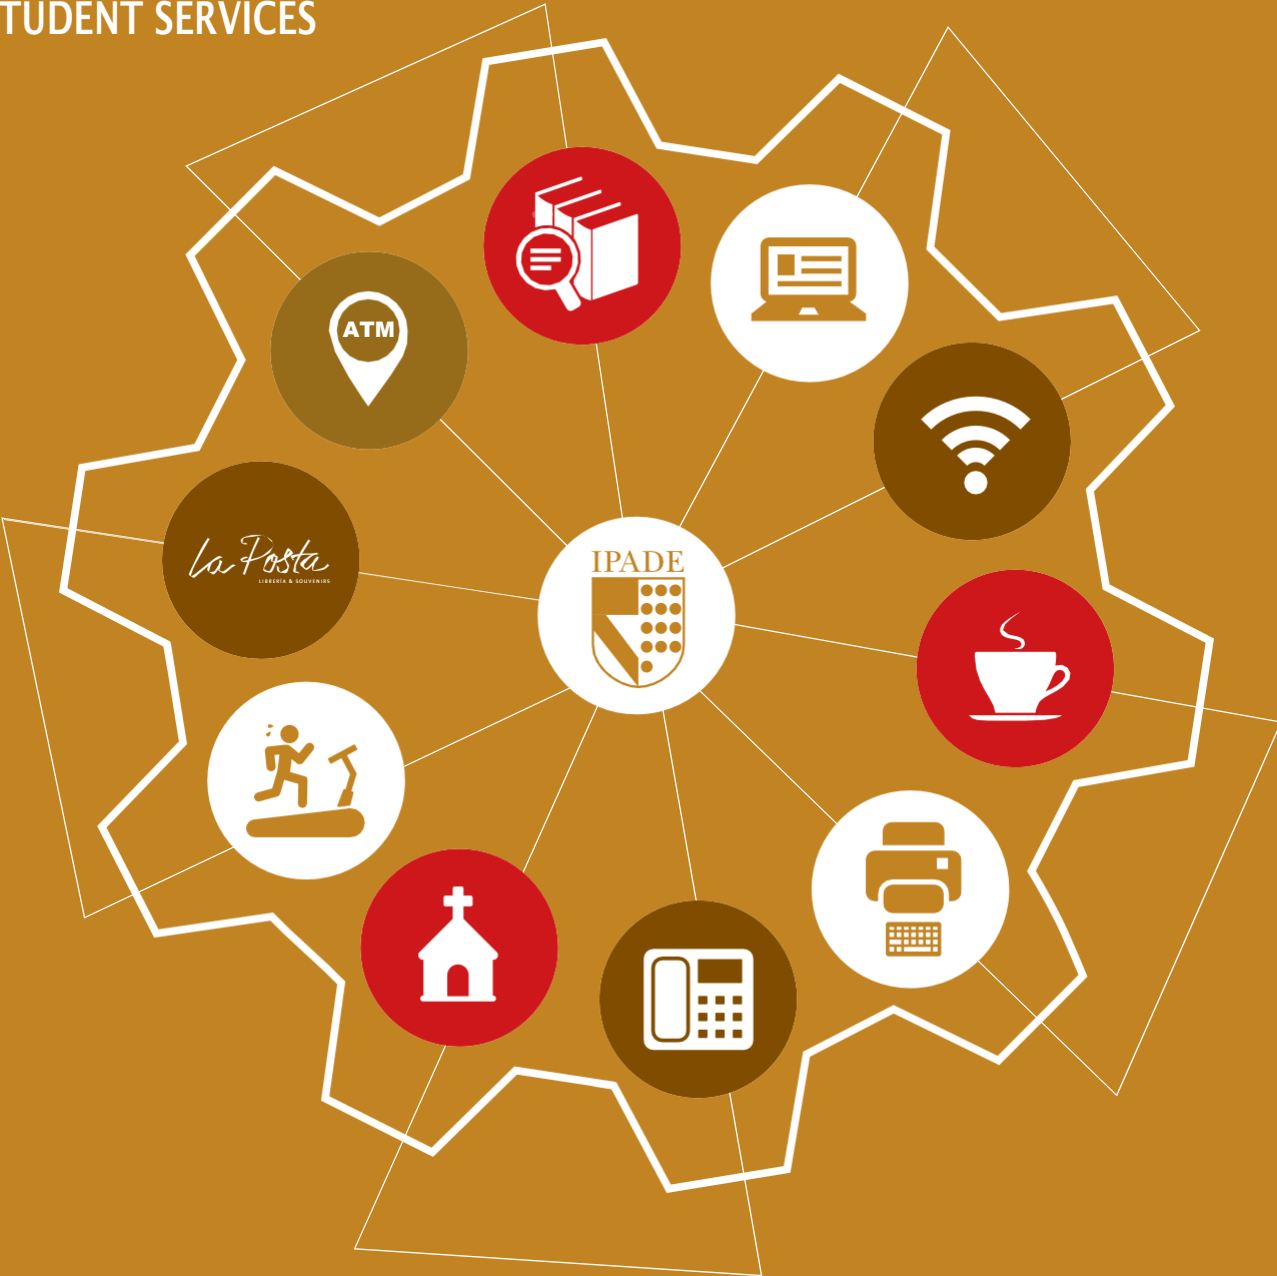 TUDENT SERVICES
ATM
La Posta
LIBRERÍA & SOUVENIRS
IPADE